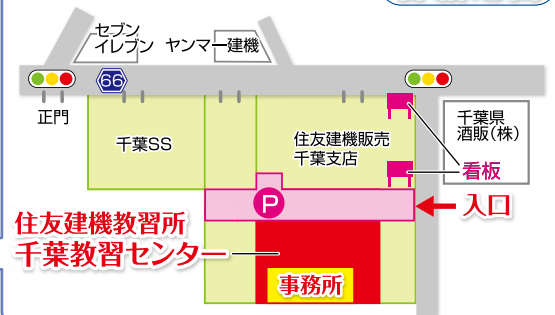 セブン
イレブン
ヤンマー建機
66
正門
千葉SS
住友建機販売
千葉支店
千葉県
酒販(株)
看板
P
入口
住友建機教習所
千葉教習センター
事務所